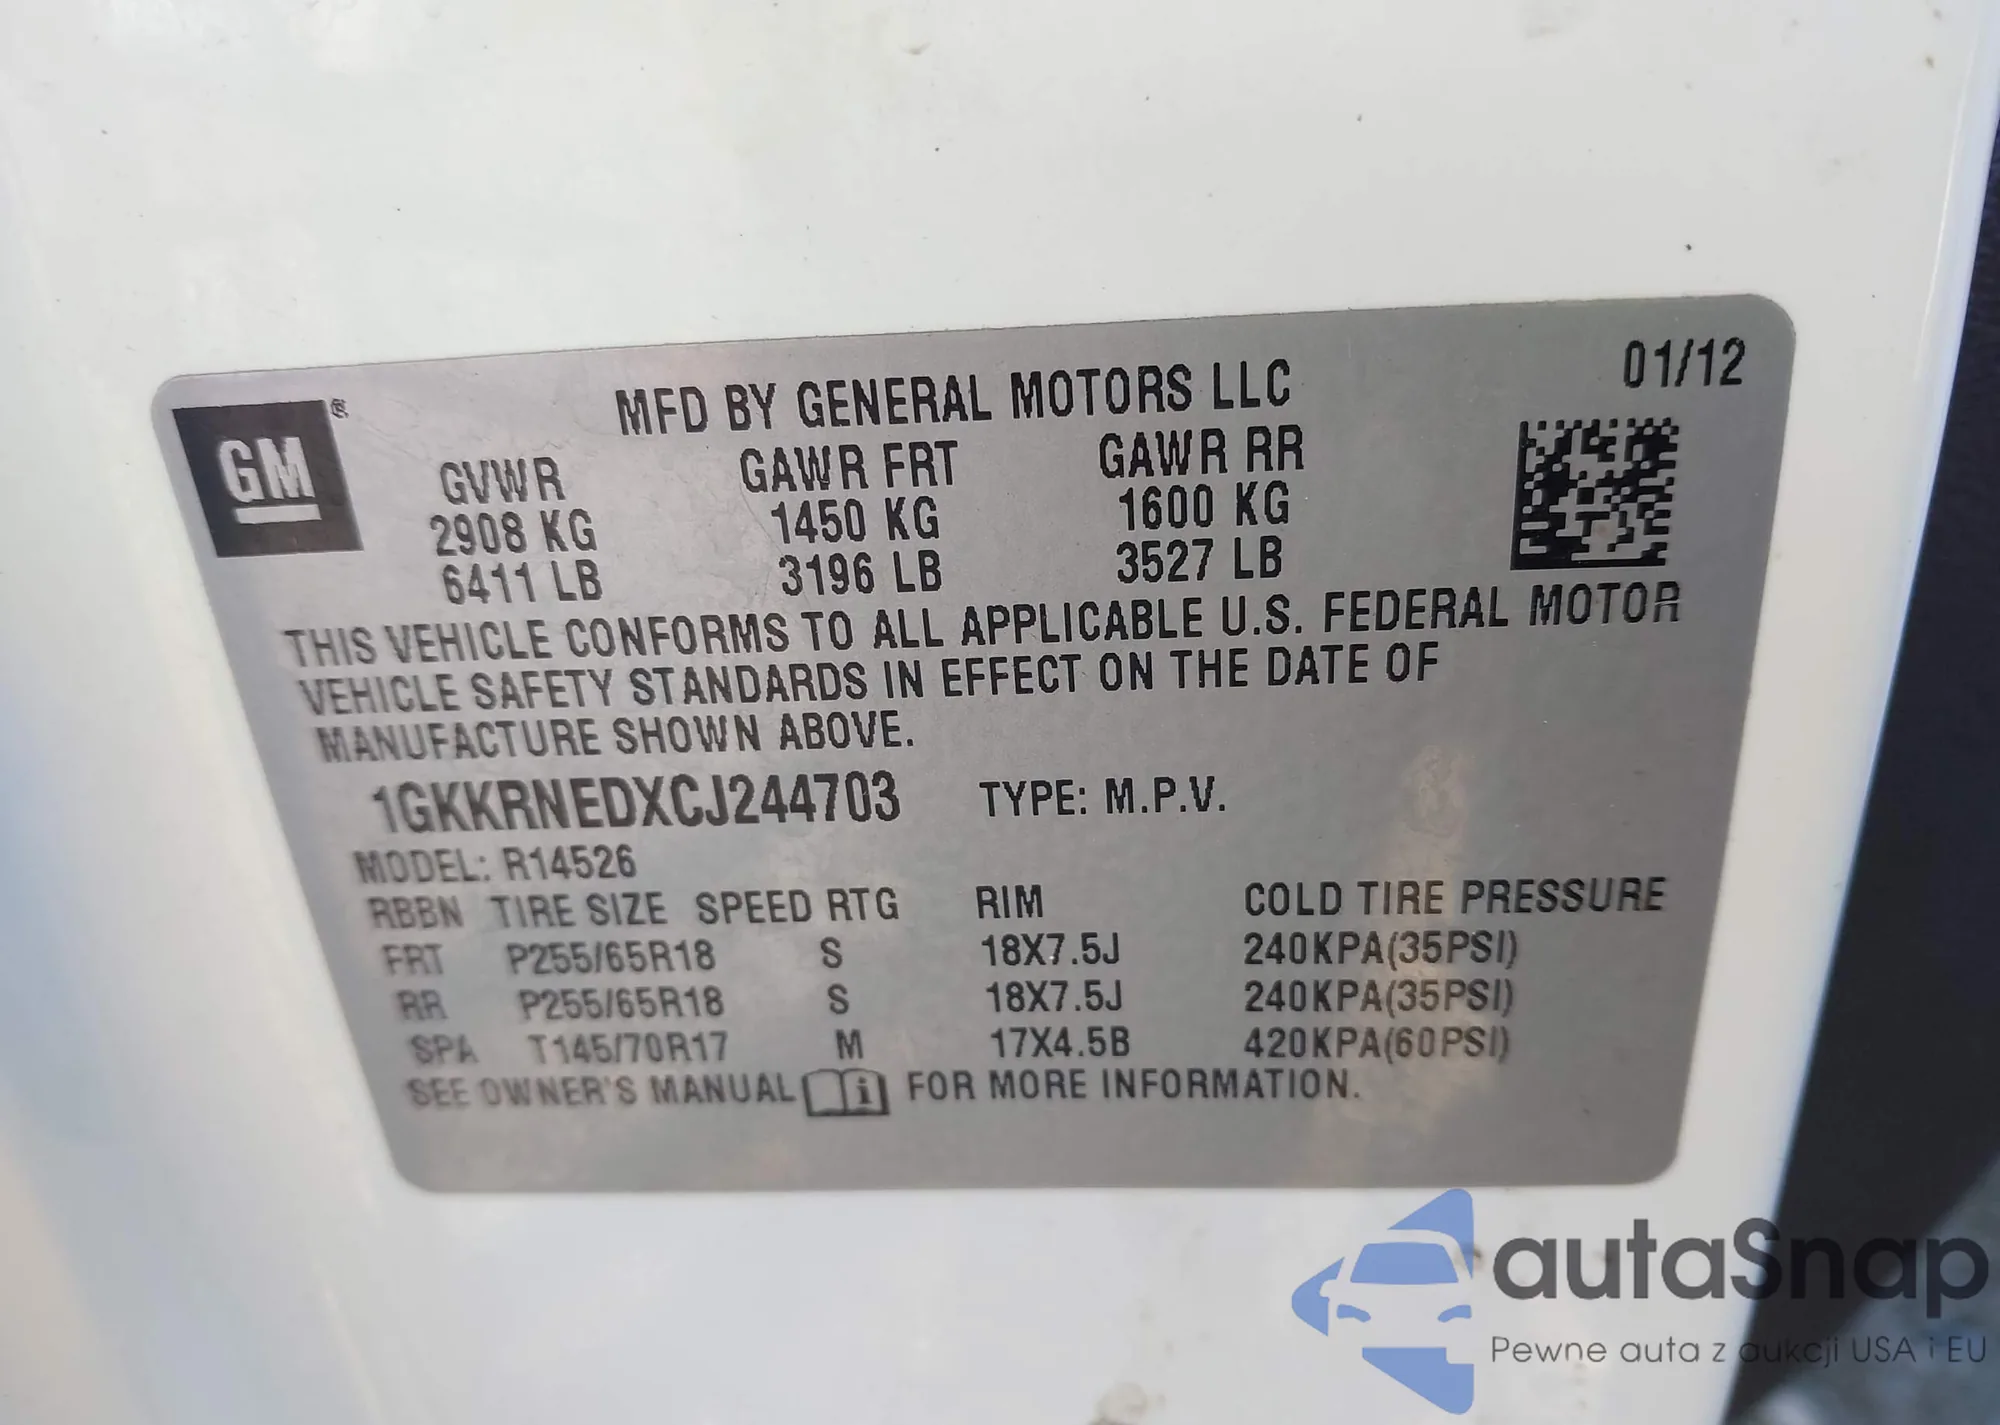 01/12
MFD BY GENERAL MOTORS LLC
GM ®
GVWR GAWR FRT GAWR RR
2908 KG 1450 KG 1600 KG
6411 LB 3196 LB 3527 LB
THIS VEHICLE CONFORMS TO ALL APPLICABLE U.S. FEDERAL MOTOR
VEHICLE SAFETY STANDARDS IN EFFECT ON THE DATE OF
MANUFACTURE SHOWN ABOVE.
1GKKRNEDXCJ244703 TYPE: M.P.V.
MODEL: R14526
RBBN TIRE SIZE SPEED RTG RIM COLD TIRE PRESSURE
FRT P255/65R18 S 18X7.5J 240KPA(35PSI)
RR P255/65R18 S 18X7.5J 240KPA(35PSI)
SPA T145/70R17 M 17X4.5B 420KPA(60PSI)
SEE OWNER'S MANUAL i FOR MORE INFORMATION.
autaSnap
Pewne auta z aukcji USA i EU